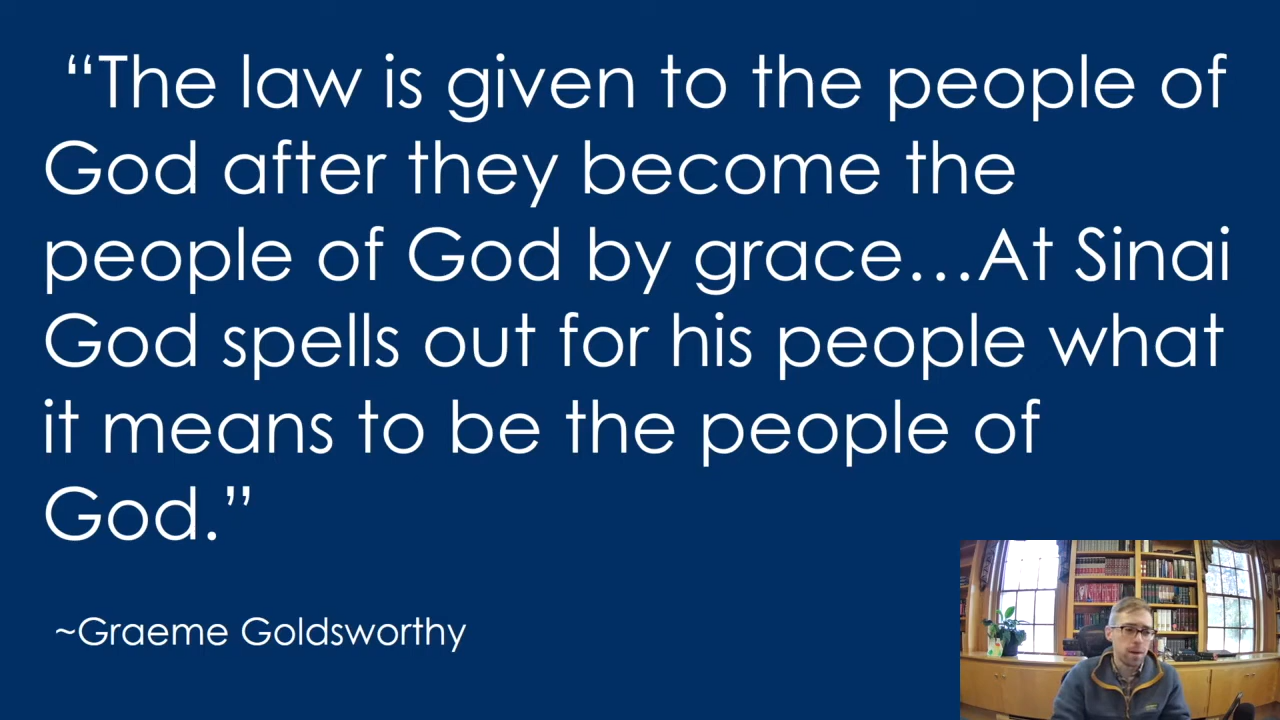 “The law is given to the people of
God after they become the
people of God by grace…At Sinai
God spells out for his people what
it means to be the people of
God.”
~Graeme Goldsworthy